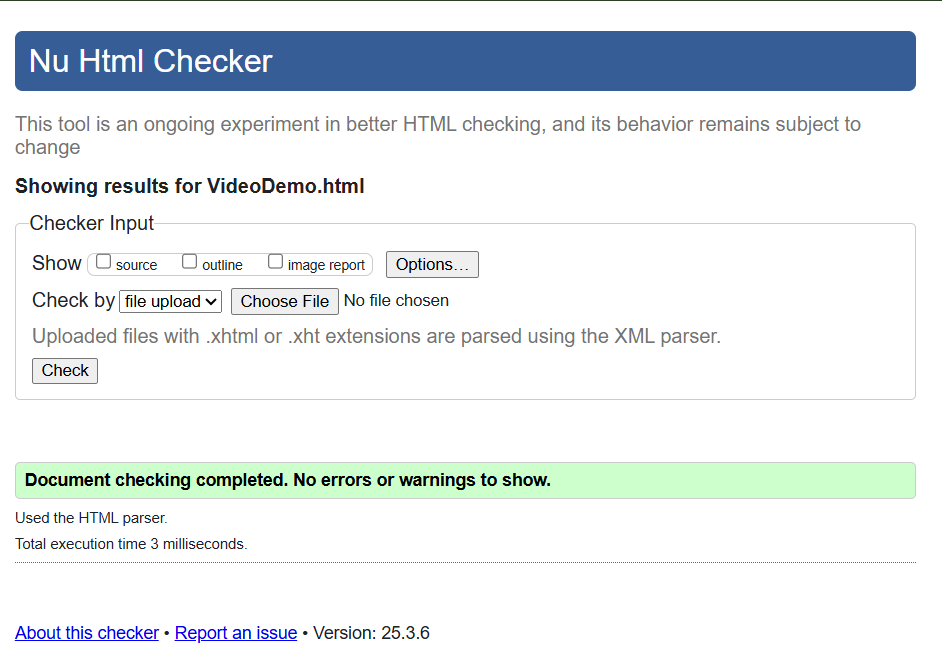 Nu Html Checker
This tool is an ongoing experiment in better HTML checking, and its behavior remains subject to
change
Showing results for VideoDemo.html
Checker Input
Show source outline image report Options...
Check by file upload Choose File No file chosen
Uploaded files with .xhtml or .xht extensions are parsed using the XML parser.
Check
Document checking completed. No errors or warnings to show.
Used the HTML parser.
Total execution time 3 milliseconds.
About this checker • Report an issue • Version: 25.3.6